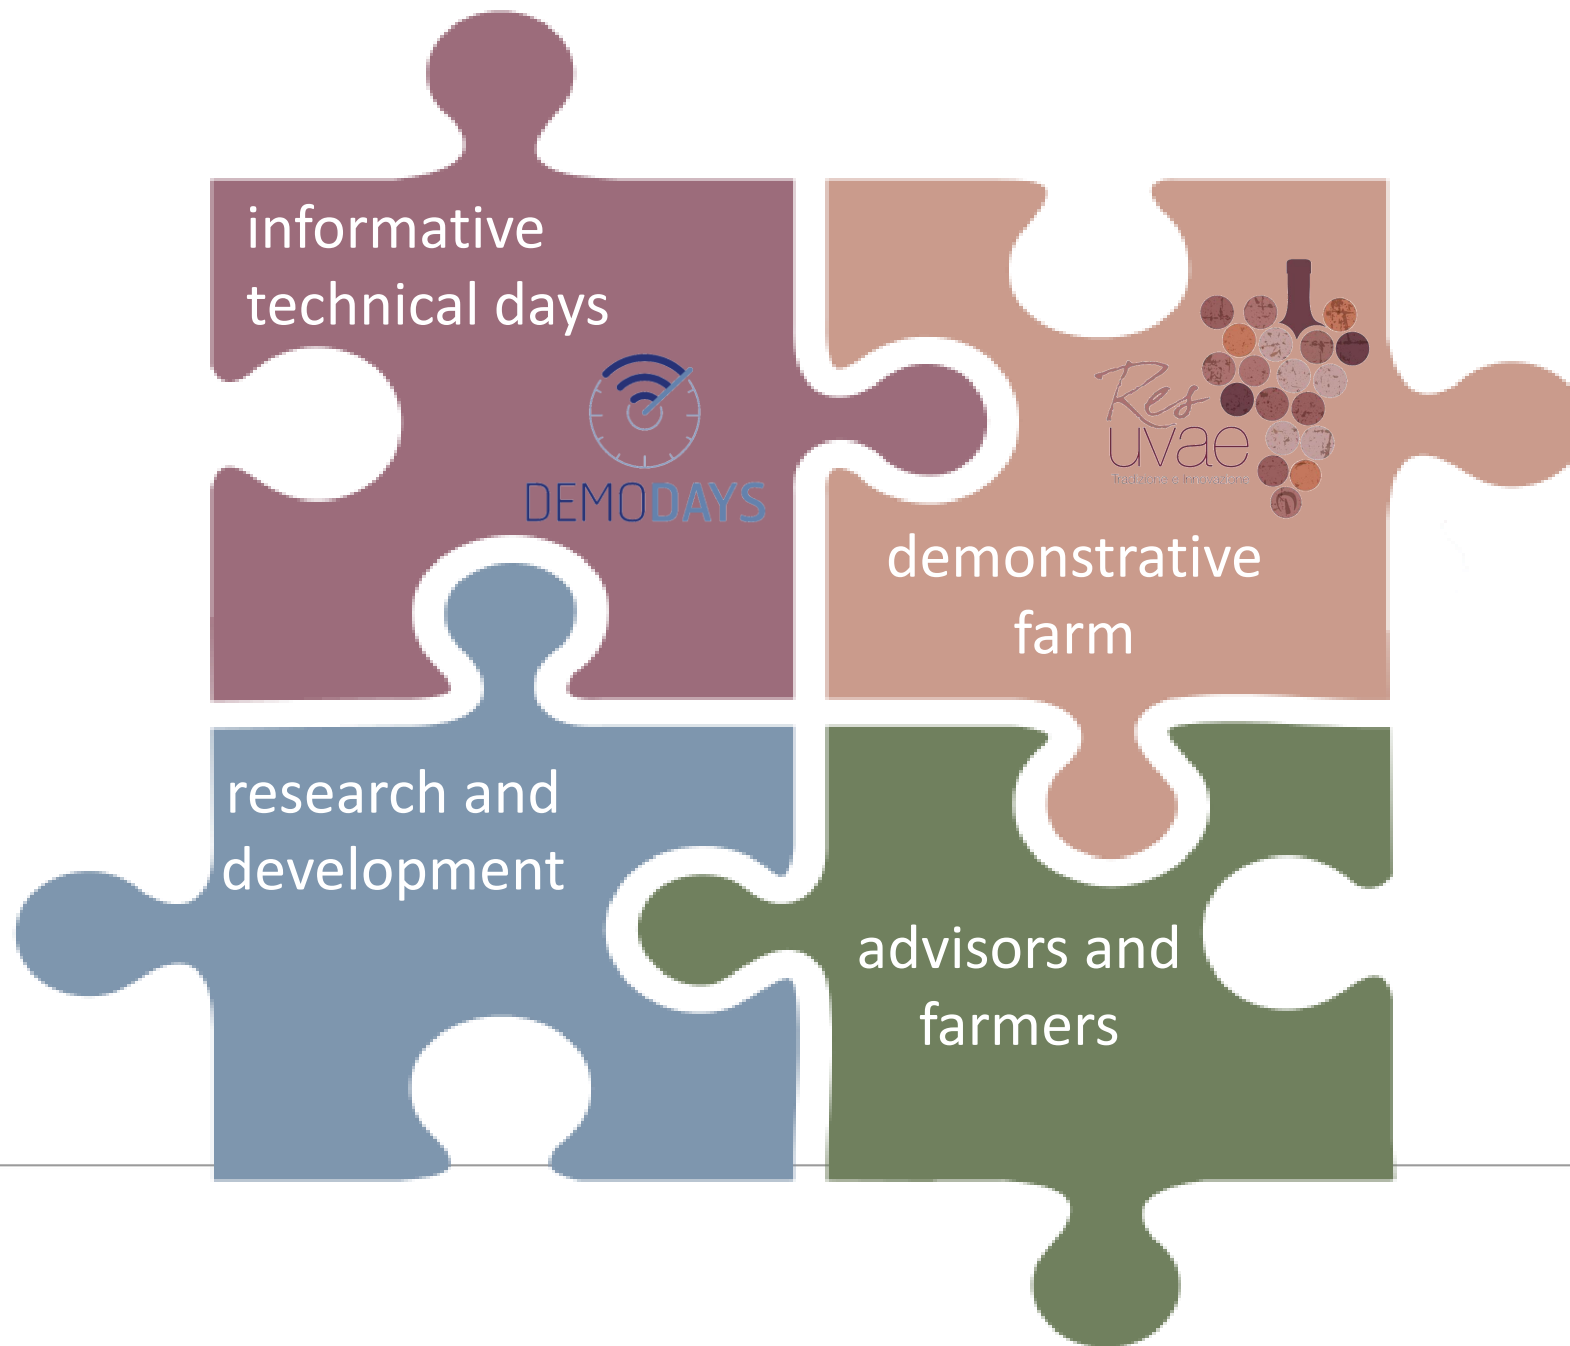 informative
technical days
DEMODAYS
Res
uvae
demonstrative
farm
research and
development
advisors and
farmers